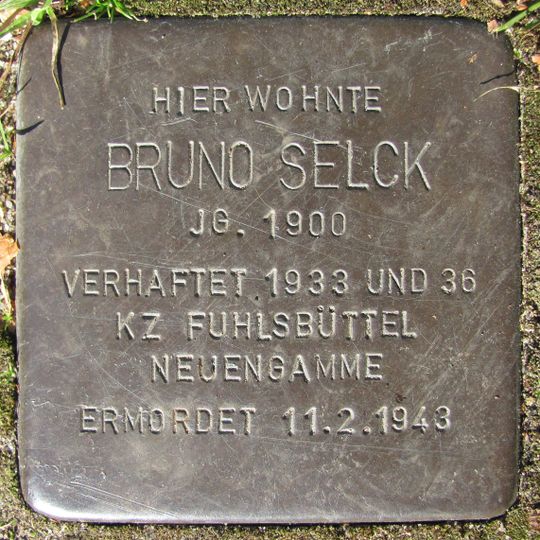 HIER WOHNTE
BRUNO SELCK
JG. 1900
VERHAFTET 1933 UND 36
KZ FUHLSBÜTTEL
NEUENGAMME
ERMORDET 11.2.1943